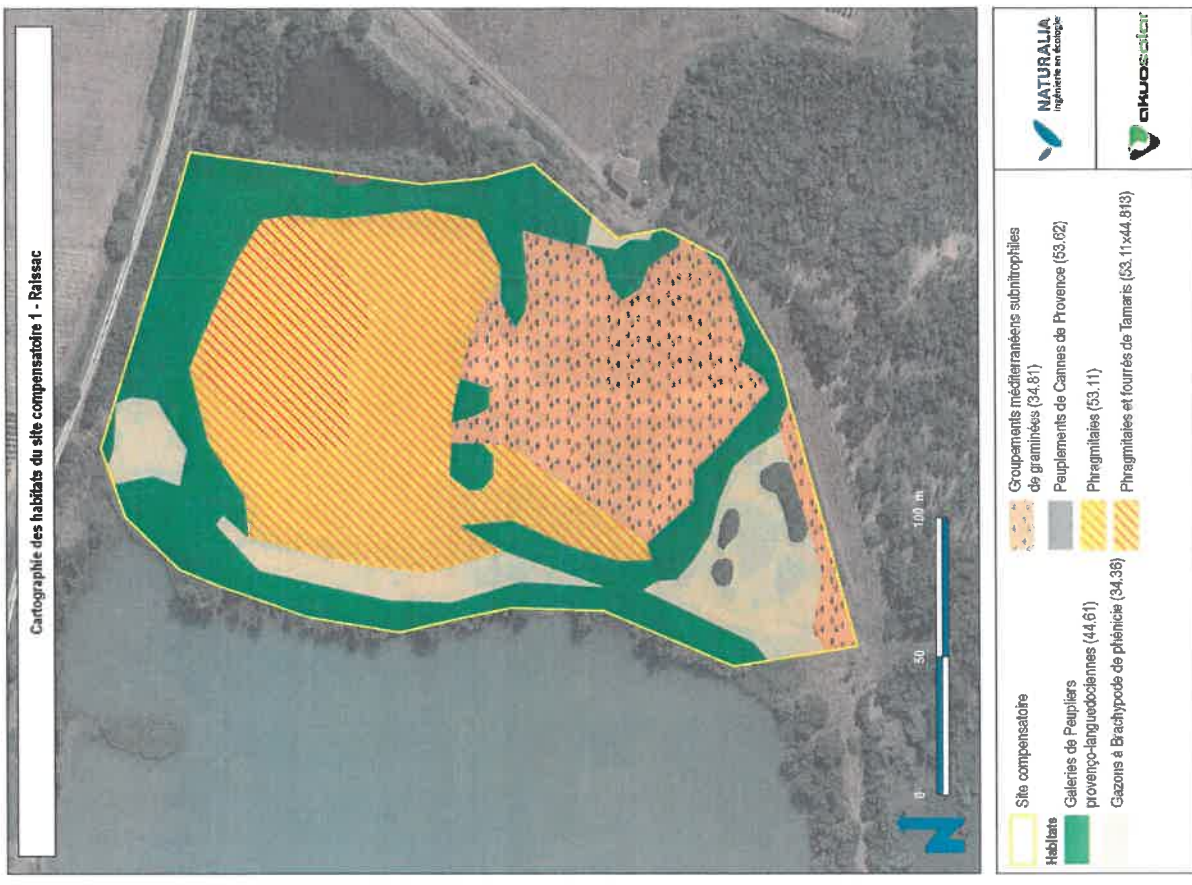 Cartographie des habitats du site compensatoire 1 - Raissac
0 50 100 m
N
Site compensatoire
Habitats
Galeries de Peupliers
provenço-languedociennes (44.61)
Gazons à Brachypode de phénicie (34.36)
Groupements méditerranéens subnitrophiles
de graminées (34.81)
Peuplements de Cannes de Provence (53.62)
Phragmitaies (53.11)
Phragmitaies et fourrés de Tamaris (53.11x44.813)
NATURALIA
Ingénierie en écologie
akuosolar